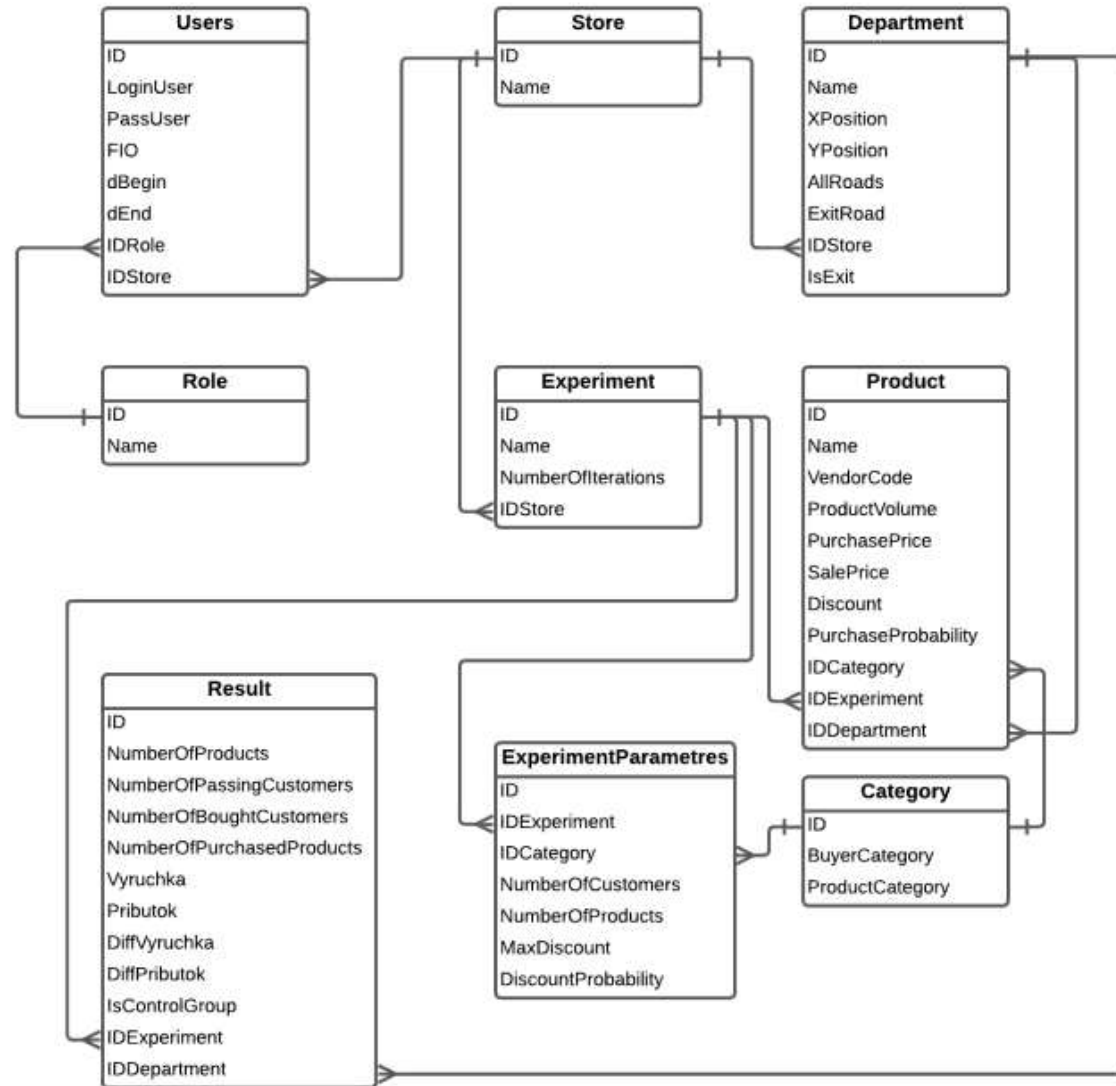 Users
ID
LoginUser
PassUser
FIO
dBegin
dEnd
IDRole
IDStore
Store
ID
Name
Department
ID
Name
XPosition
YPosition
AllRoads
ExitRoad
IDStore
IsExit
Role
ID
Name
Experiment
ID
Name
NumberOfIterations
IDStore
Product
ID
Name
VendorCode
ProductVolume
PurchasePrice
SalePrice
Discount
PurchaseProbability
IDCategory
IDExperiment
IDDepartment
Result
ID
NumberOfProducts
NumberOfPassingCustomers
NumberOfBoughtCustomers
NumberOfPurchasedProducts
Vyruchka
Pributok
DiffVyruchka
DiffPributok
IsControlGroup
IDExperiment
IDDepartment
ExperimentParametres
ID
IDExperiment
IDCategory
NumberOfCustomers
NumberOfProducts
MaxDiscount
DiscountProbability
Category
ID
BuyerCategory
ProductCategory